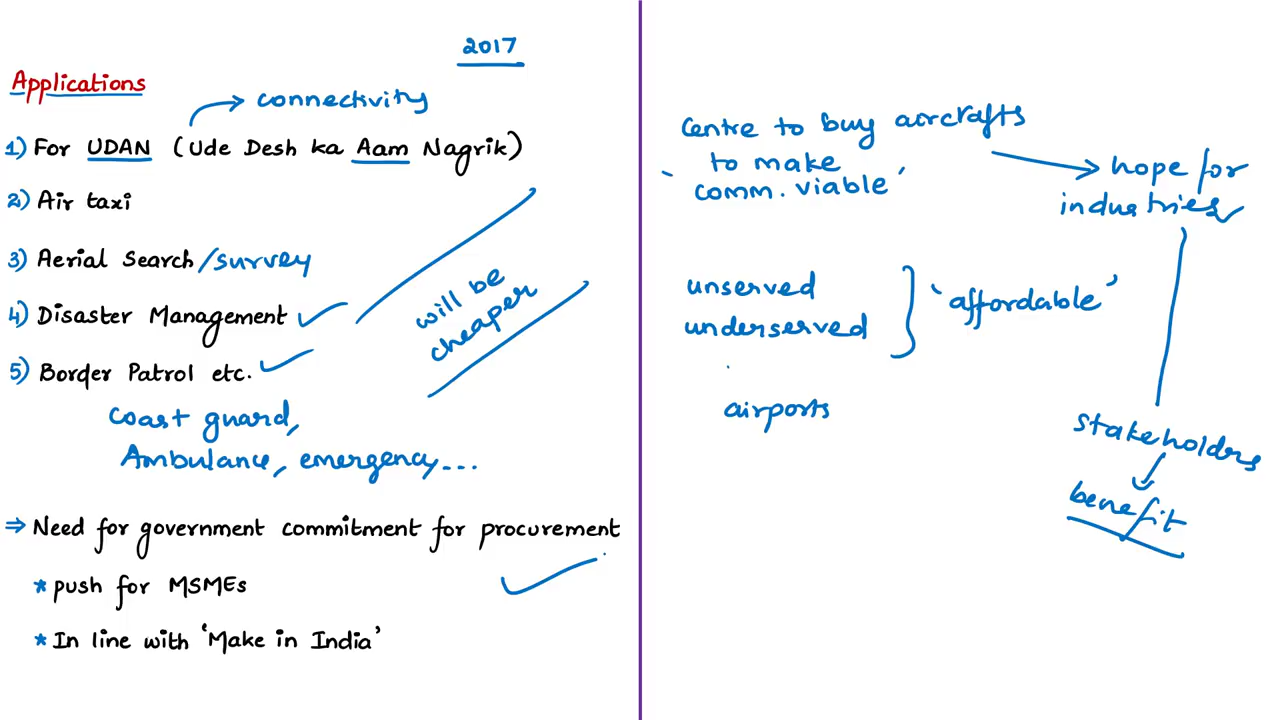 2017
Applications
connectivity
1) For UDAN (Ude Desh ka Aam Nagrik)
2) Air taxi
3) Aerial Search/survey
4) Disaster Management
5) Border Patrol etc.
will be
cheaper
Coast guard,
Ambulance, emergency...
⇒ Need for government commitment for procurement
* push for MSMEs
* In line with 'Make in India'
Centre to buy aircrafts
to make
' comm. viable '
hope for
industries
unserved
underserved
'affordable'
airports
stakeholders
benefit